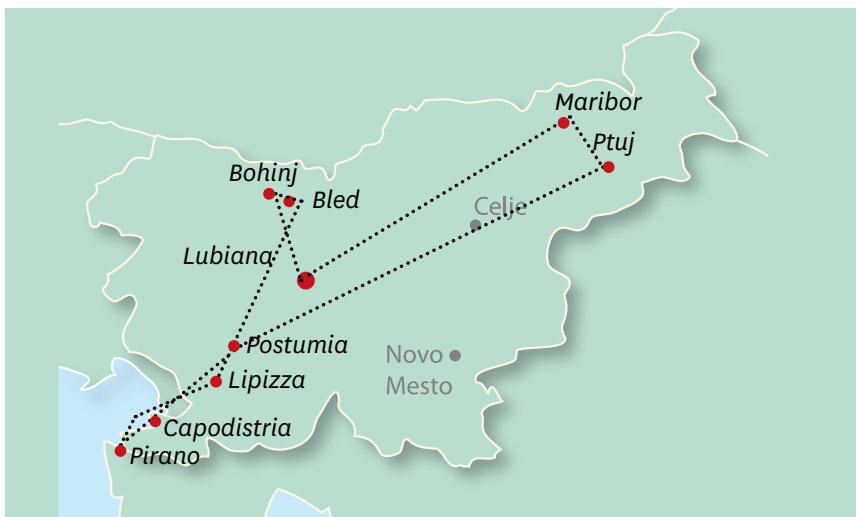 Maribor
Ptuj
Bohinj
Bled
Celje
Lubiana
Postumia
Novo
Mesto
Lipizza
Capodistria
Pirano